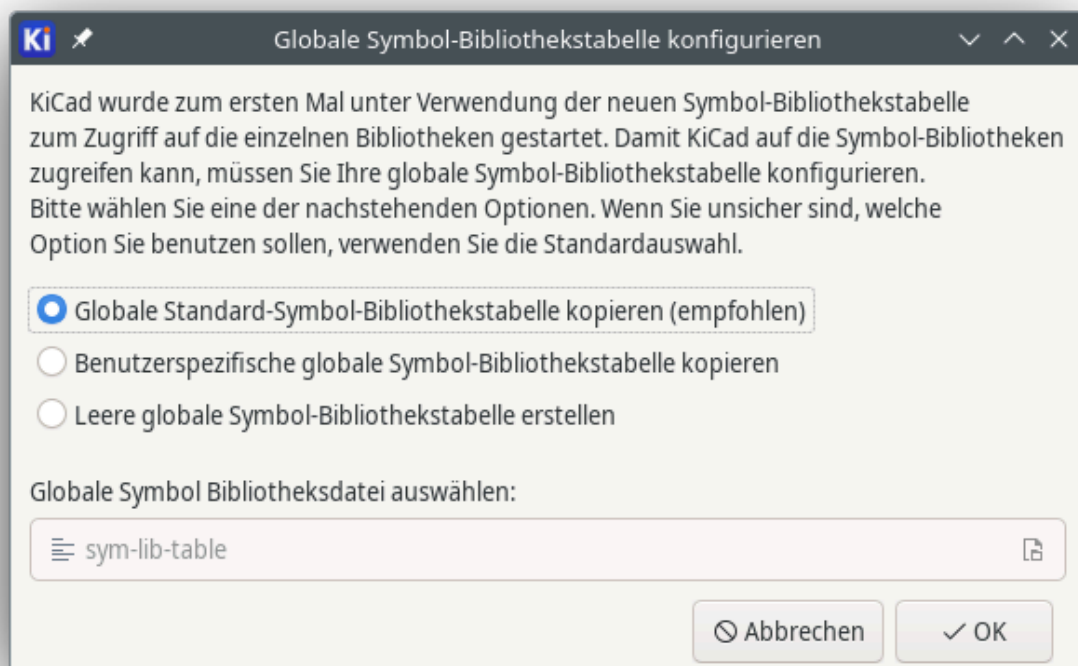 Ki
Globale Symbol-Bibliothekstabelle konfigurieren
KiCad wurde zum ersten Mal unter Verwendung der neuen Symbol-Bibliothekstabelle
zum Zugriff auf die einzelnen Bibliotheken gestartet. Damit KiCad auf die Symbol-Bibliotheken
zugreifen kann, müssen Sie Ihre globale Symbol-Bibliothekstabelle konfigurieren.
Bitte wählen Sie eine der nachstehenden Optionen. Wenn Sie unsicher sind, welche
Option Sie benutzen sollen, verwenden Sie die Standardauswahl.
Globale Standard-Symbol-Bibliothekstabelle kopieren (empfohlen)
Benutzerspezifische globale Symbol-Bibliothekstabelle kopieren
Leere globale Symbol-Bibliothekstabelle erstellen
Globale Symbol Bibliotheksdatei auswählen:
sym-lib-table
Abbrechen
OK